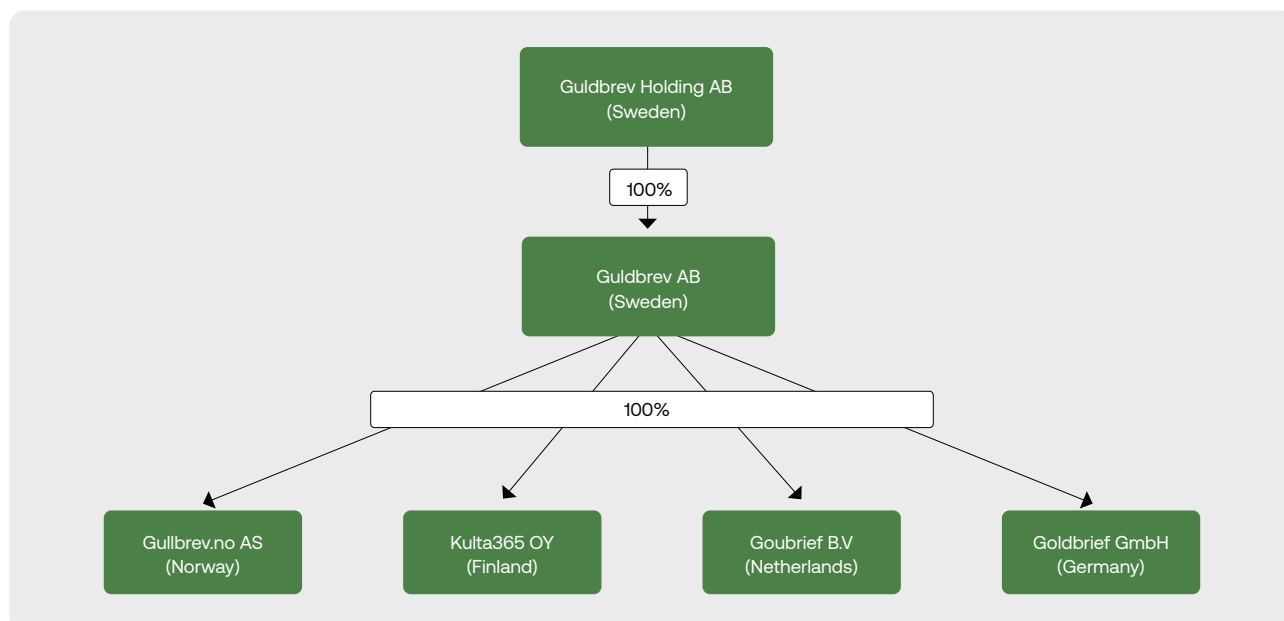 Guldbrev Holding AB
(Sweden)
100%
Guldbrev AB
(Sweden)
100%
Gullbrev.no AS
(Norway)
Kulta365 OY
(Finland)
Goubrief B.V
(Netherlands)
Goldbrief GmbH
(Germany)